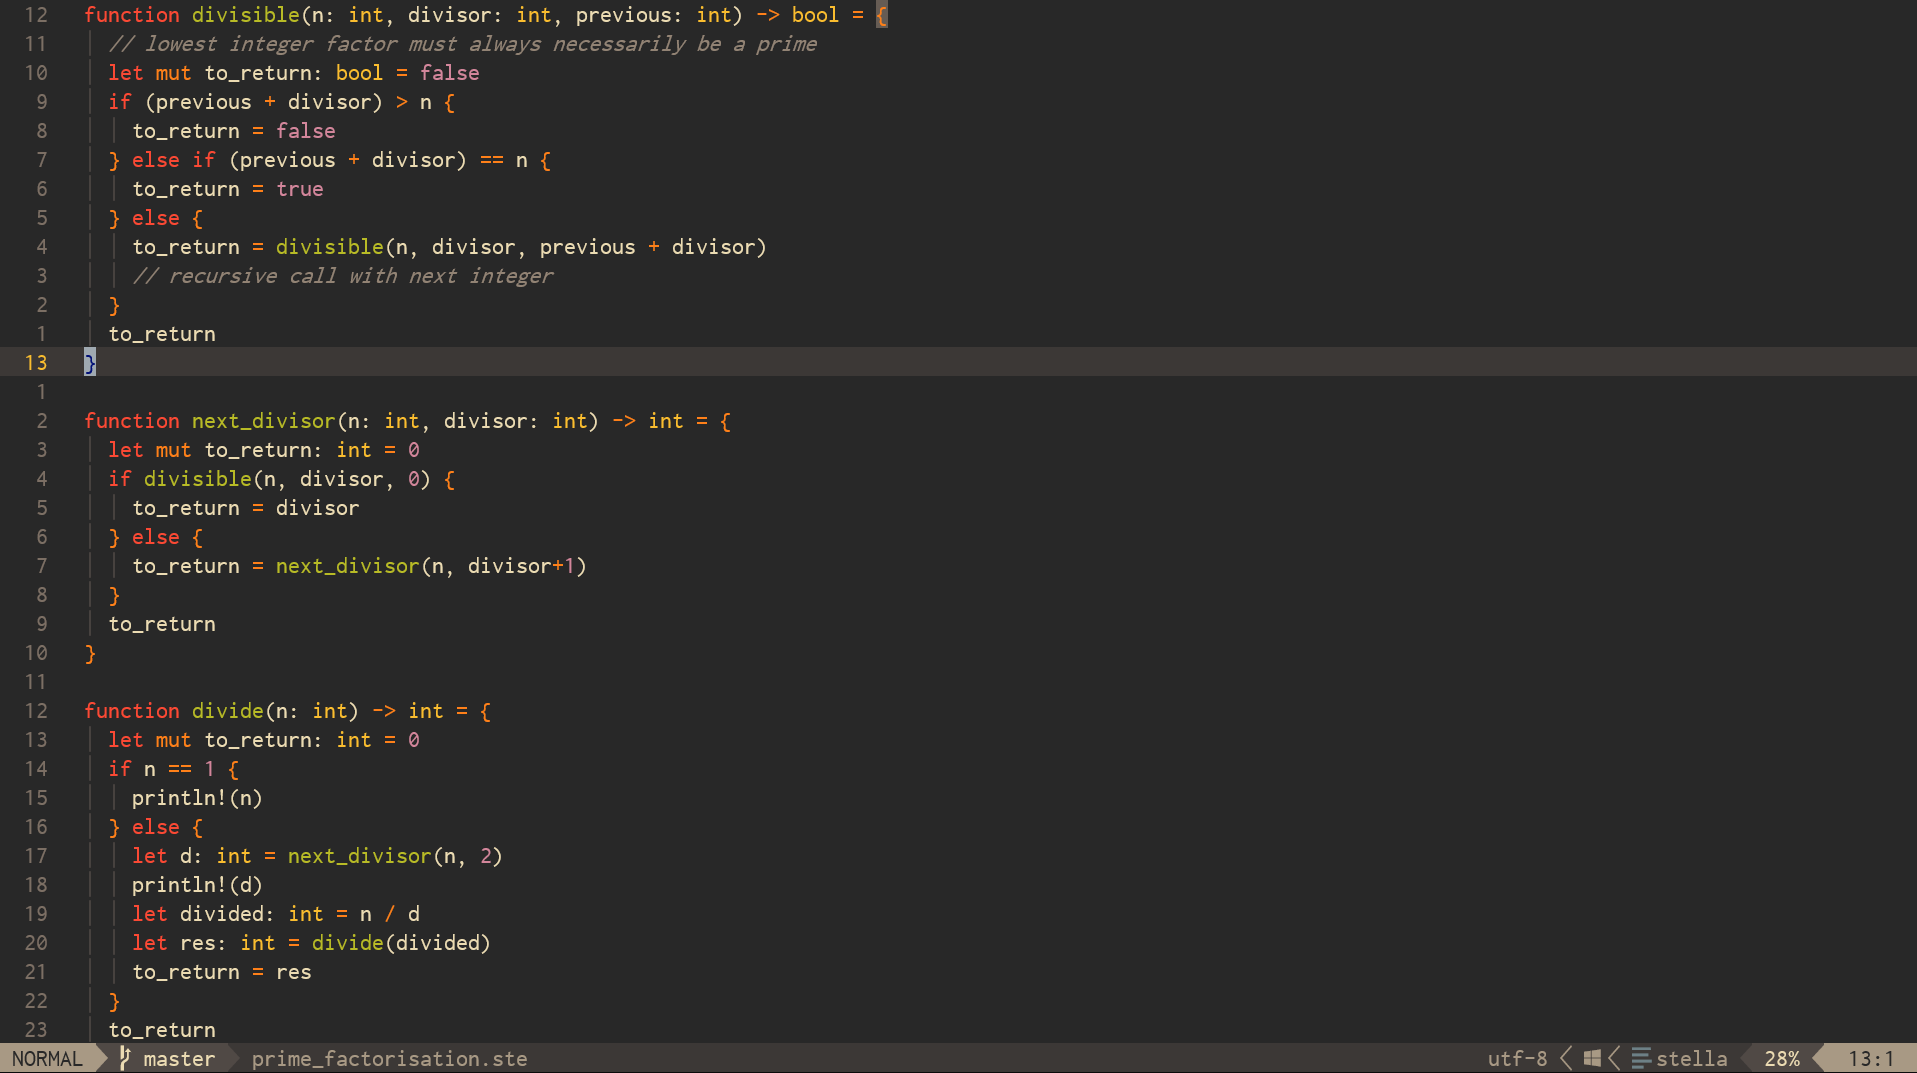 12 function divisible(n: int, divisor: int, previous: int) -> bool = {
11 // lowest integer factor must always necessarily be a prime
10 let mut to_return: bool = false
9 if (previous + divisor) > n {
8 to_return = false
7 } else if (previous + divisor) == n {
6 to_return = true
5 } else {
4 to_return = divisible(n, divisor, previous + divisor)
3 // recursive call with next integer
2 }
1 to_return
13 }
1
2 function next_divisor(n: int, divisor: int) -> int = {
3 let mut to_return: int = 0
4 if divisible(n, divisor, 0) {
5 to_return = divisor
6 } else {
7 to_return = next_divisor(n, divisor+1)
8 }
9 to_return
10 }
11
12 function divide(n: int) -> int = {
13 let mut to_return: int = 0
14 if n == 1 {
15 println!(n)
16 } else {
17 let d: int = next_divisor(n, 2)
18 println!(d)
19 let divided: int = n / d
20 let res: int = divide(divided)
21 to_return = res
22 }
23 to_return
NORMAL master prime_factorisation.ste utf-8 stella 28% 13:1